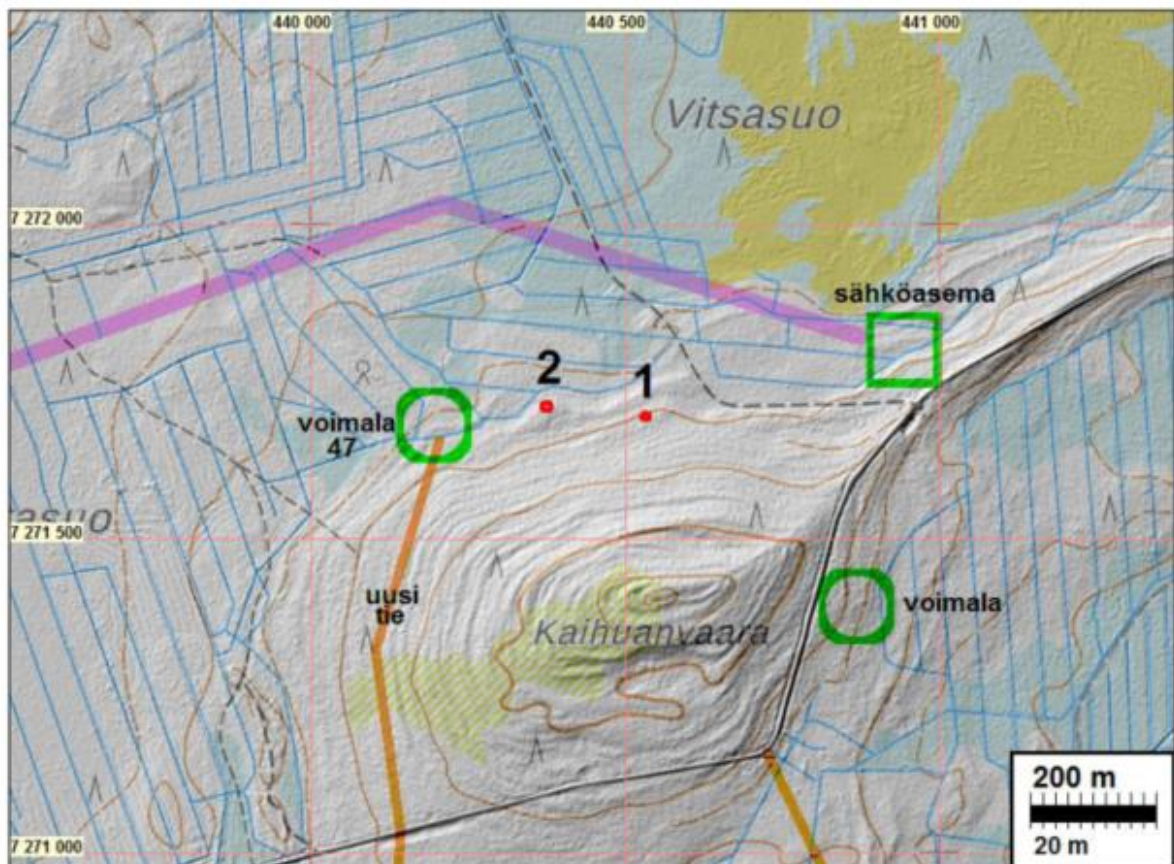 440 000
440 500
441 000
Vitsasuo
7 272 000
sähköasema
2
1
voimala
47
7 271 500
asuo
uusi
tie
voimala
Kaihuanvaara
200 m
20 m
7 271 000